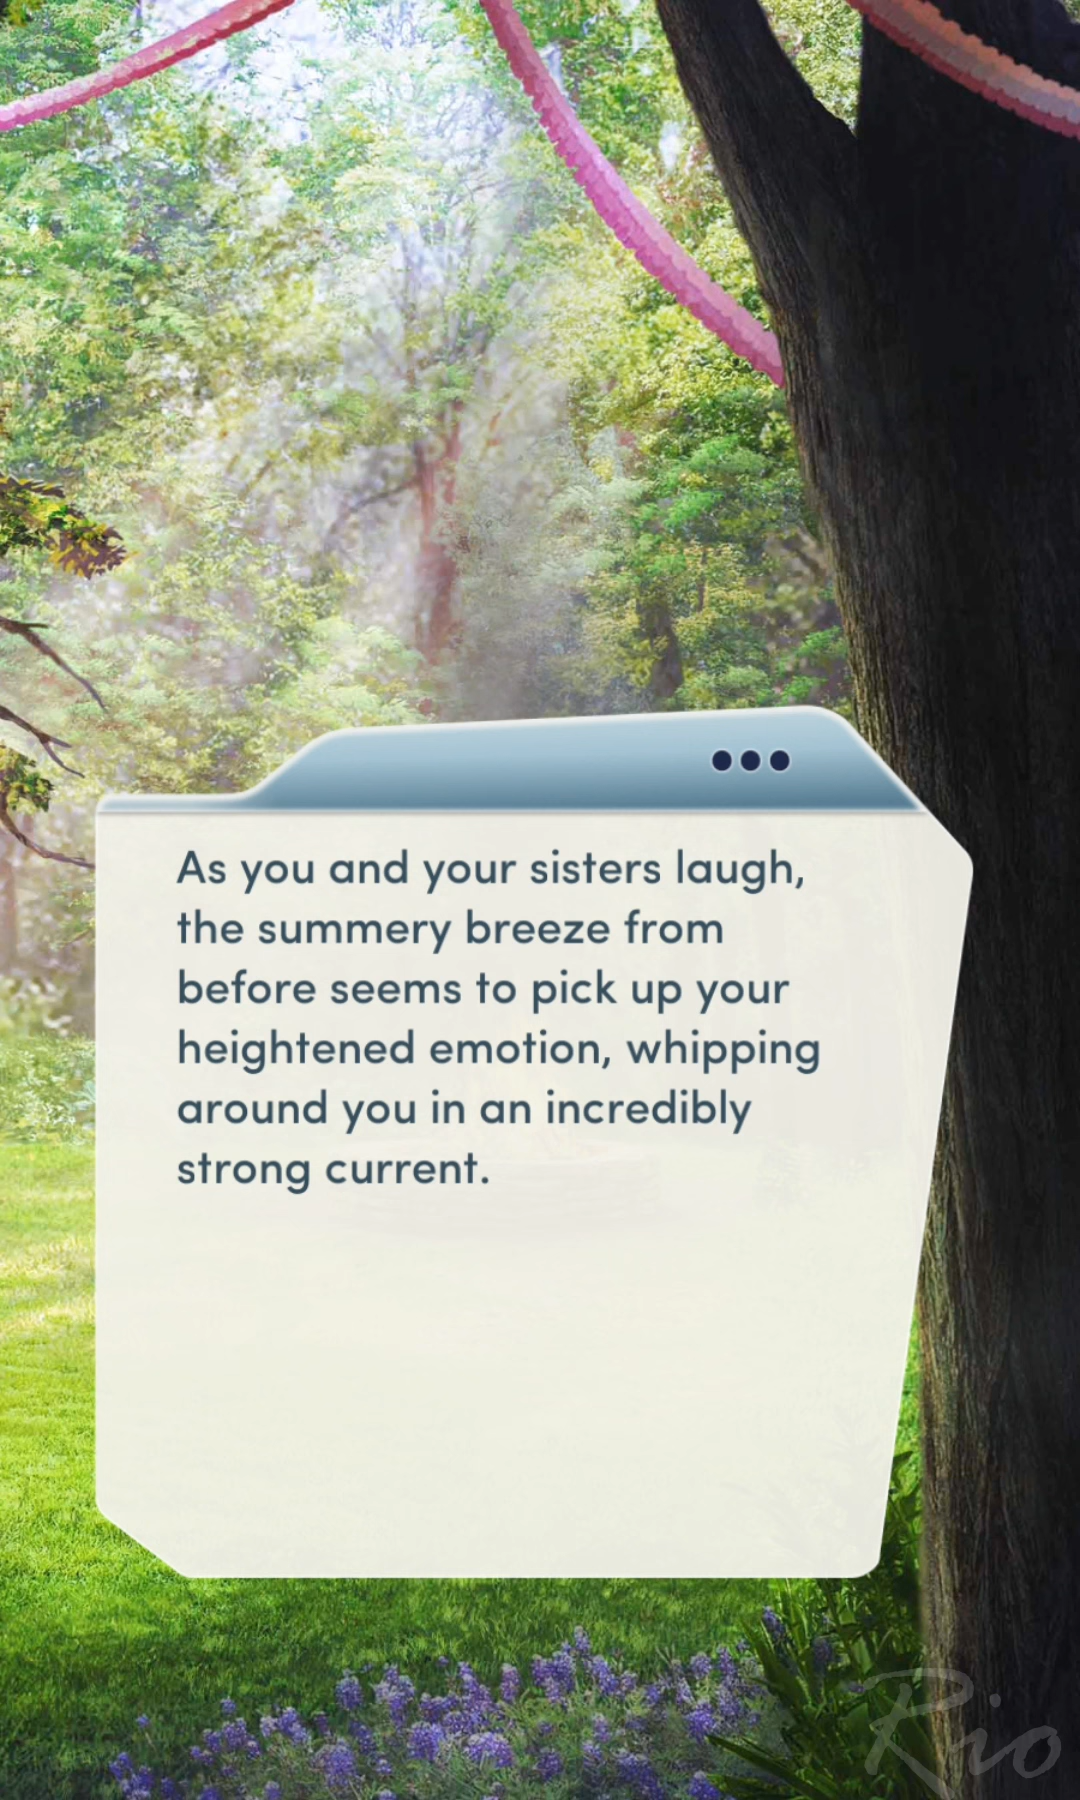 As you and your sisters laugh,
the summery breeze from
before seems to pick up your
heightened emotion, whipping
around you in an incredibly
strong current.
Rio